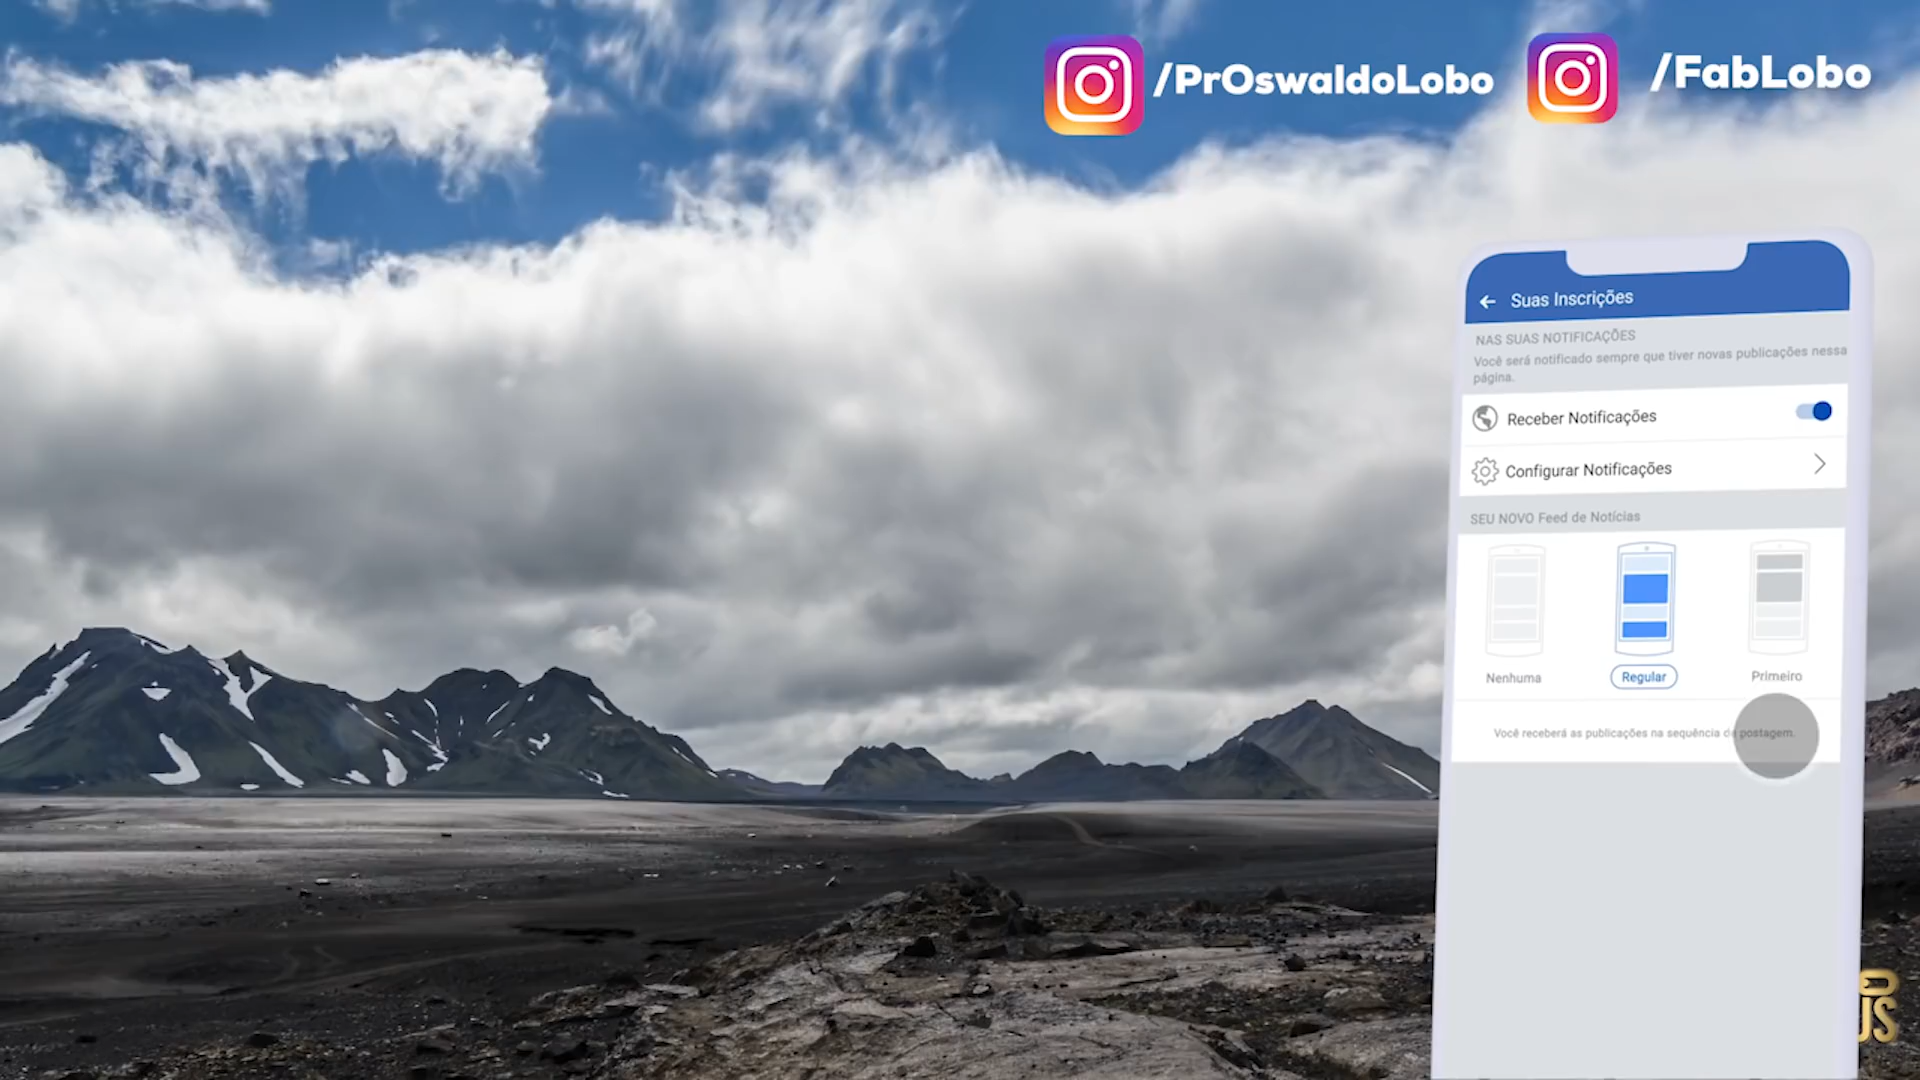 /PrOswaldoLobo
/FabLobo
Suas Inscrições
NAS SUAS NOTIFICAÇÕES
Você será notificado sempre que tiver novas publicações nessa
página.
Receber Notificações
Configurar Notificações
SEU NOVO Feed de Notícias
Nenhuma
Regular
Primeiro
Você receberá as publicações na sequência de postagem.